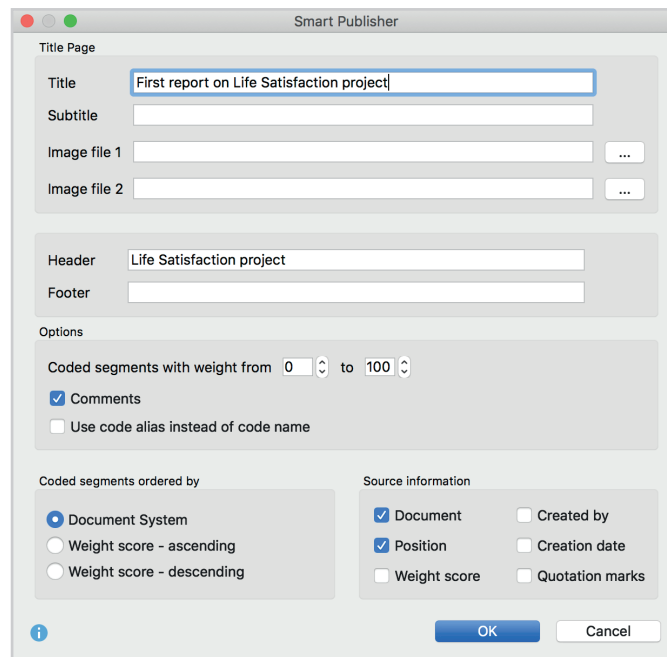 Smart Publisher
Title Page
Title First report on Life Satisfaction project
Subtitle
Image file 1 ...
Image file 2 ...
Header Life Satisfaction project
Footer
Options
Coded segments with weight from 0 to 100
Comments
Use code alias instead of code name
Coded segments ordered by
Document System
Weight score - ascending
Weight score - descending
Source information
Document Created by
Position Creation date
Weight score Quotation marks
OK Cancel